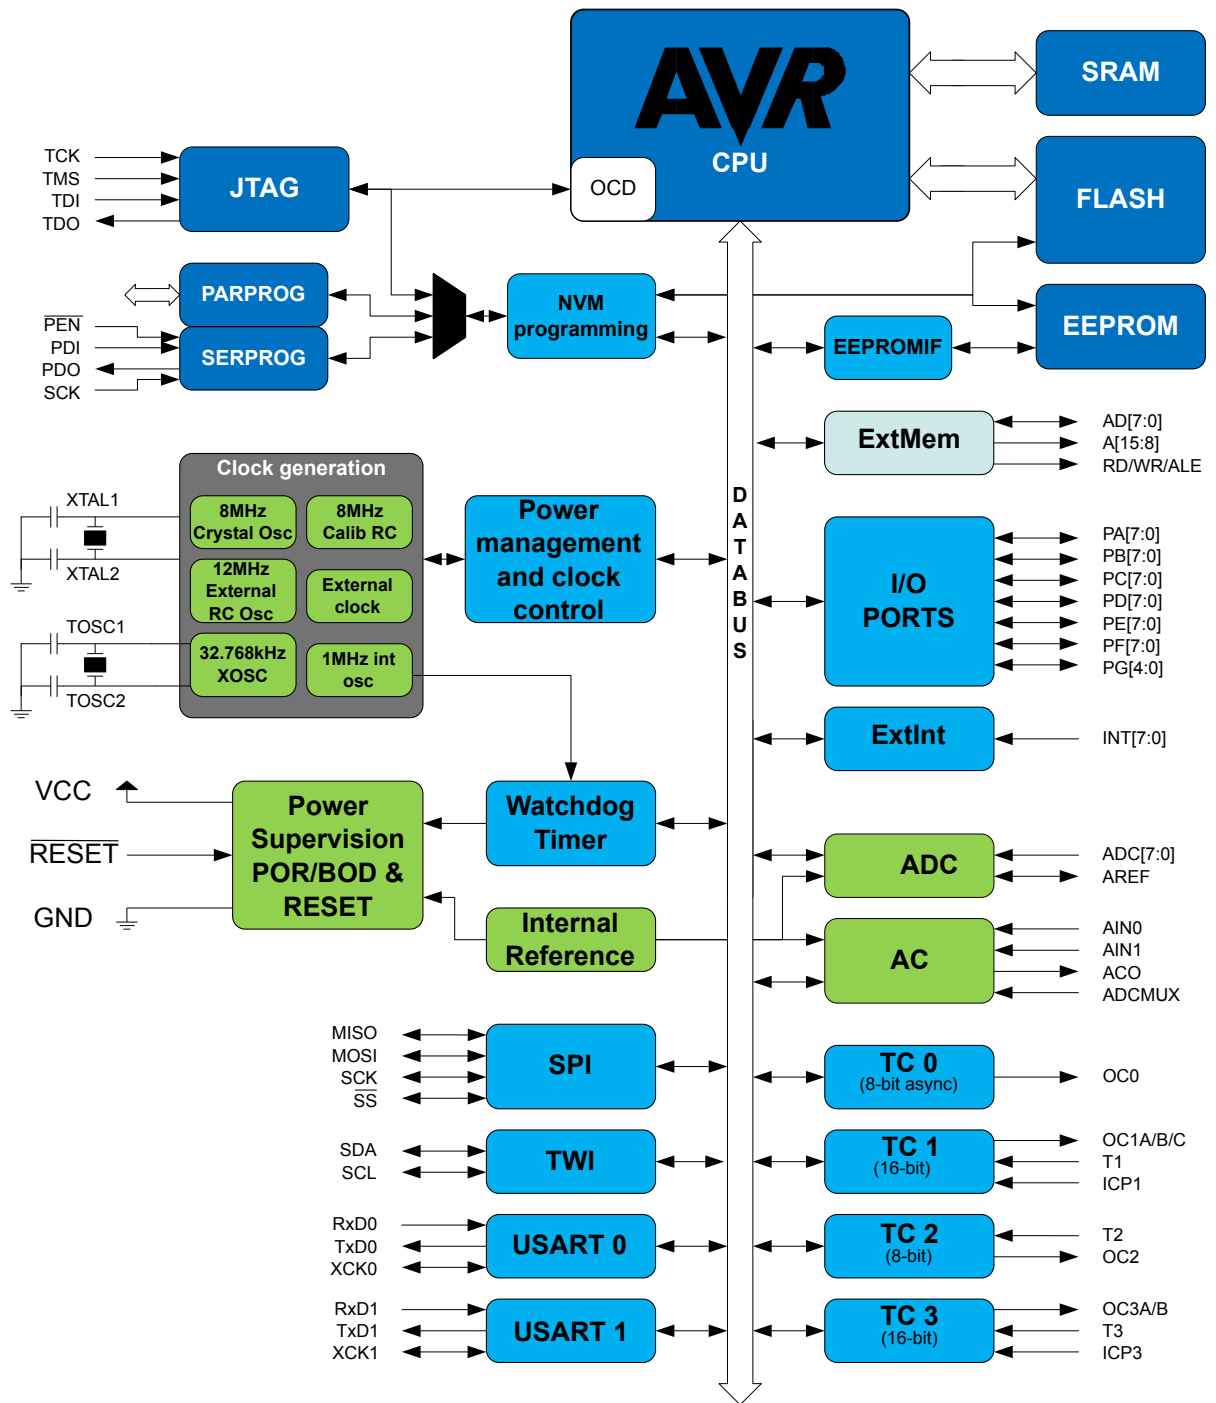 AVR
CPU
OCD
SRAM
FLASH
EEPROM
TCK
TMS
TDI
TDO
JTAG
PARPROG
SERPROG
PEN
PDI
PDO
SCK
NVM
programming
EEPROMIF
ExtMem
AD[7:0]
A[15:8]
RD/WR/ALE
DATABUS
Clock generation
8MHz
Crystal Osc
8MHz
Calib RC
12MHz
External
RC Osc
External
clock
32.768kHz
XOSC
1MHz int
osc
XTAL1
XTAL2
TOSC1
TOSC2
Power
management
and clock
control
I/O
PORTS
PA[7:0]
PB[7:0]
PC[7:0]
PD[7:0]
PE[7:0]
PF[7:0]
PG[4:0]
ExtInt
INT[7:0]
VCC
RESET
GND
Power
Supervision
POR/BOD &
RESET
Watchdog
Timer
Internal
Reference
ADC
ADC[7:0]
AREF
AC
AIN0
AIN1
ACO
ADCMUX
MISO
MOSI
SCK
SS
SPI
TC 0
(8-bit async)
OC0
SDA
SCL
TWI
TC 1
(16-bit)
OC1A/B/C
T1
ICP1
RxD0
TxD0
XCK0
USART 0
TC 2
(8-bit)
T2
OC2
RxD1
TxD1
XCK1
USART 1
TC 3
(16-bit)
OC3A/B
T3
ICP3